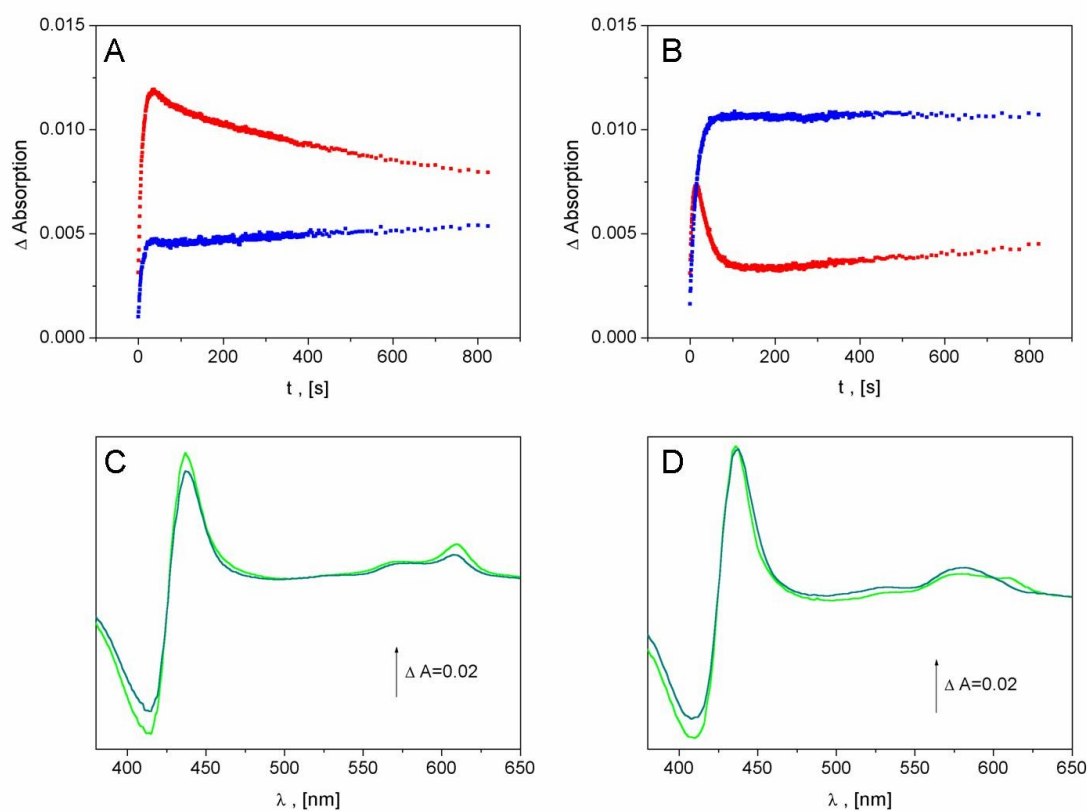 A
B
0.015
0.010
0.005
0.000
Δ Absorption
0 200 400 600 800
t , [s]
0.015
0.010
0.005
0.000
Δ Absorption
0 200 400 600 800
t , [s]
C
D
Δ A=0.02
400 450 500 550 600 650
λ , [nm]
Δ A=0.02
400 450 500 550 600 650
λ , [nm]